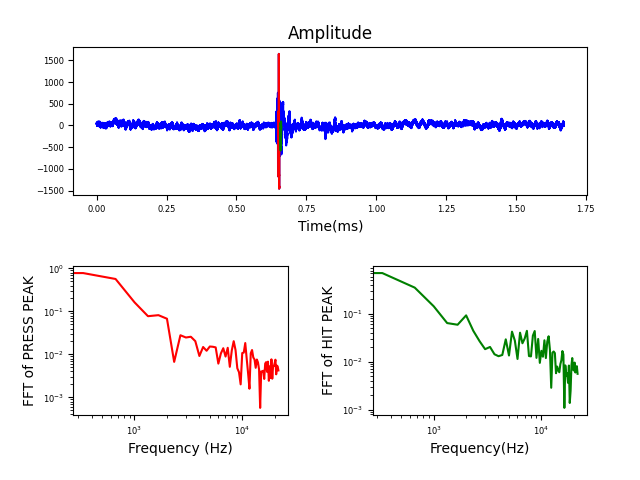 Amplitude
1500
1000
500
0
−500
−1000
−1500
0.00 0.25 0.50 0.75 1.00 1.25 1.50 1.75
Time(ms)
FFT of PRESS PEAK
10⁰
10⁻¹
10⁻²
10⁻³
10³ 10⁴
Frequency (Hz)
FFT of HIT PEAK
10⁻¹
10⁻²
10⁻³
10³ 10⁴
Frequency(Hz)